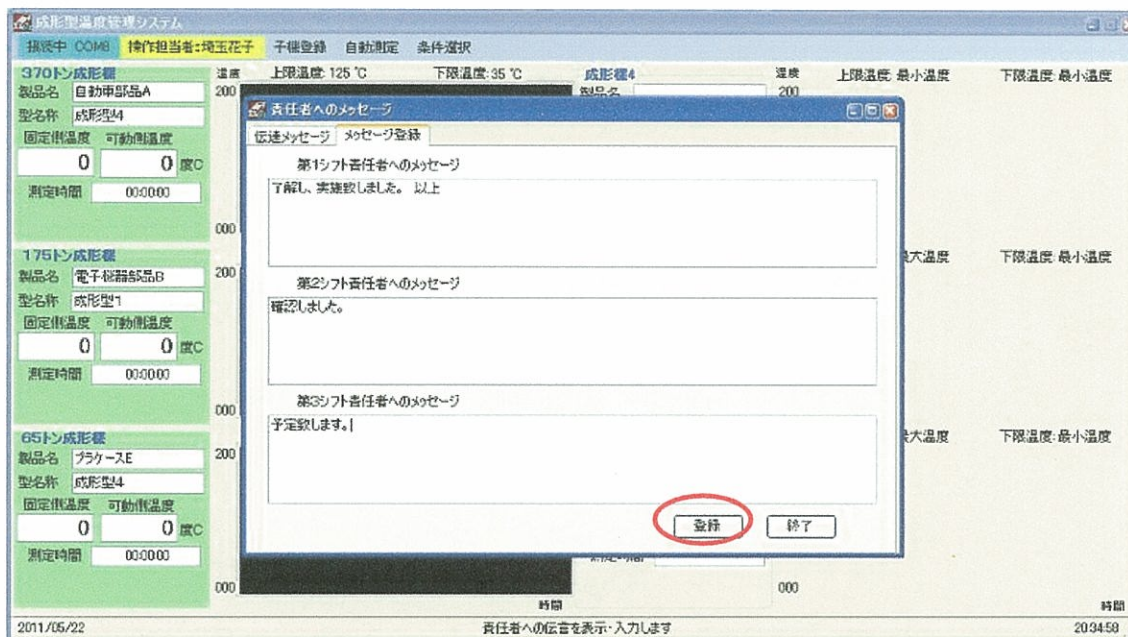 成形型温度管理システム
接続中 COM8 操作担当者:埼玉花子 子機登録 自動測定 条件選択
370トン成形機
製品名 自動車部品A
型名称 成形型4
固定側温度 可動側温度
0 0 度C
測定時間 00:00:00
温度 上限温度:125 ℃ 下限温度:35 ℃
200
000
成形機4
製品名
温度 上限温度:最小温度 下限温度:最小温度
200
責任者へのメッセージ
伝達メッセージ メッセージ登録
第1シフト責任者へのメッセージ
了解し、実施致しました。 以上
第2シフト責任者へのメッセージ
確認しました。
第3シフト責任者へのメッセージ
予定致します。
登録 終了
175トン成形機
製品名 電子機器部品B
型名称 成形型1
固定側温度 可動側温度
0 0 度C
測定時間 00:00:00
200
000
大温度 下限温度:最小温度
65トン成形機
製品名 プラケースE
型名称 成形型4
固定側温度 可動側温度
0 0 度C
測定時間 00:00:00
200
000
大温度 下限温度:最小温度
000
時間
時間
2011/05/22 責任者への伝言を表示・入力します 20:34:58